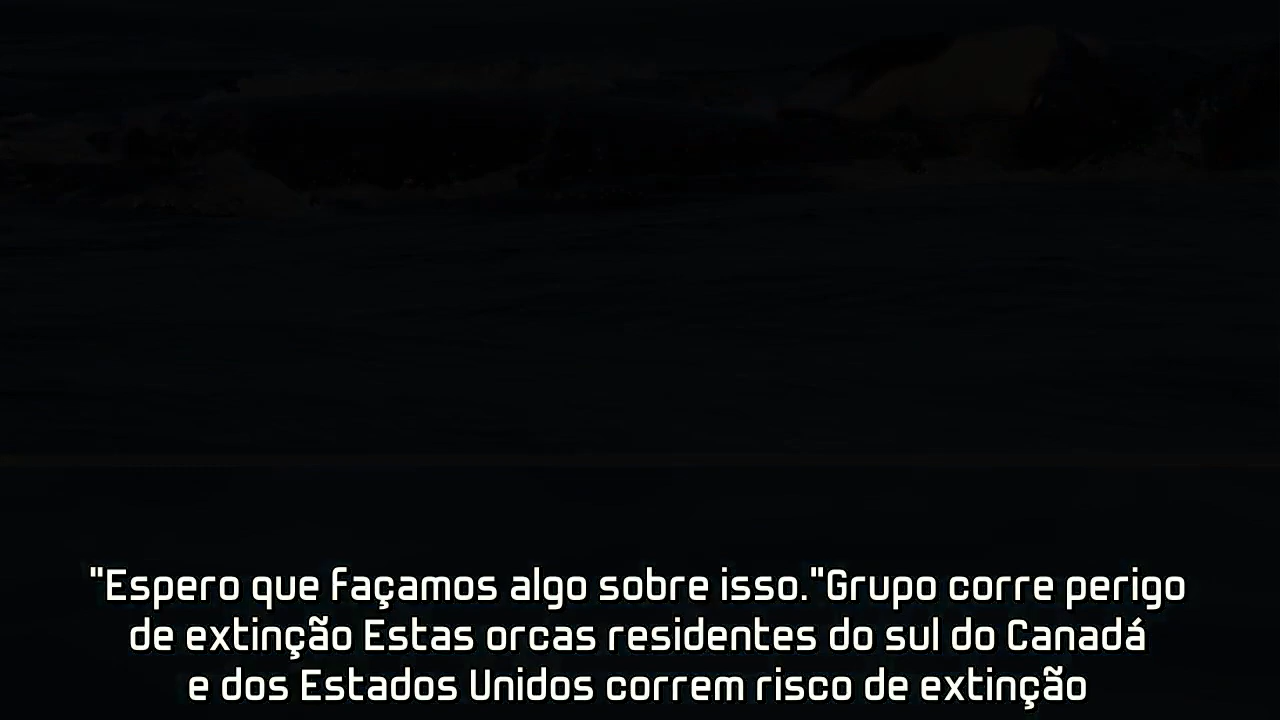 "Espero que façamos algo sobre isso."Grupo corre perigo
de extinção Estas orcas residentes do sul do Canadá
e dos Estados Unidos correm risco de extinção